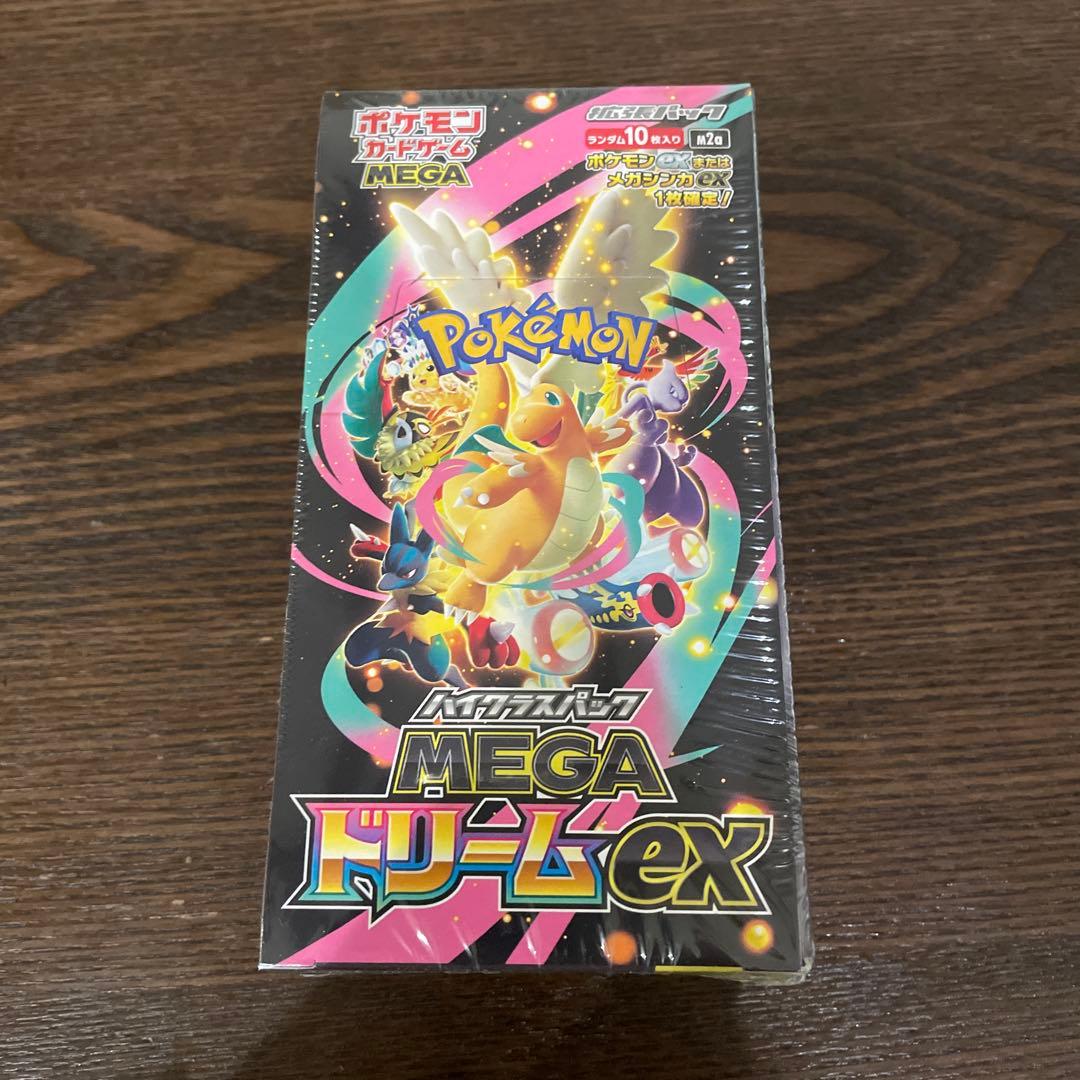 ポケモン
カードゲーム
MEGA
拡張パック
ランダム10枚入り M2a
ポケモンexまたは
メガシンカex
1枚確定!
POKÉMON
TM
ハイクラスパック
MEGA
ドリームex